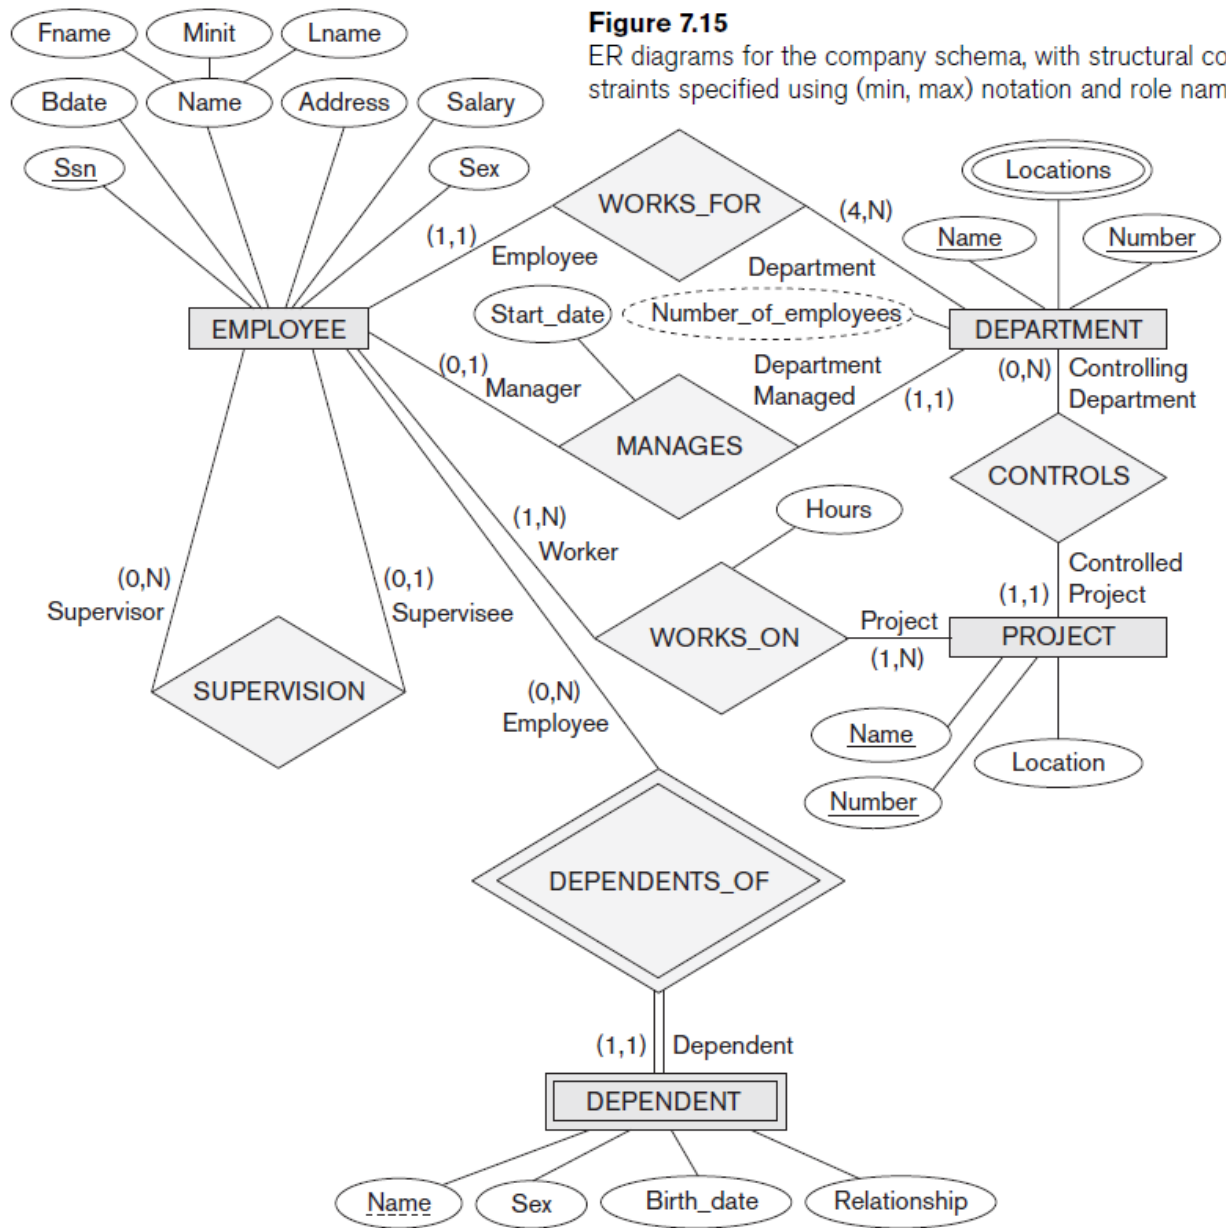 Figure 7.15
ER diagrams for the company schema, with structural co
straints specified using (min, max) notation and role nam
Fname
Minit
Lname
Bdate
Name
Address
Salary
Ssn
Sex
WORKS_FOR
Locations
(1,1)
Employee
(4,N)
Department
Name
Number
Start_date
Number_of_employees
EMPLOYEE
DEPARTMENT
(0,1)
Manager
Department
Managed
(1,1)
(0,N)
Controlling
Department
MANAGES
CONTROLS
Hours
(1,N)
Worker
(0,N)
Supervisor
(0,1)
Supervisee
Controlled
Project
(1,1)
Project
(1,N)
WORKS_ON
PROJECT
SUPERVISION
(0,N)
Employee
Name
Number
Location
DEPENDENTS_OF
(1,1)
Dependent
DEPENDENT
Name
Sex
Birth_date
Relationship